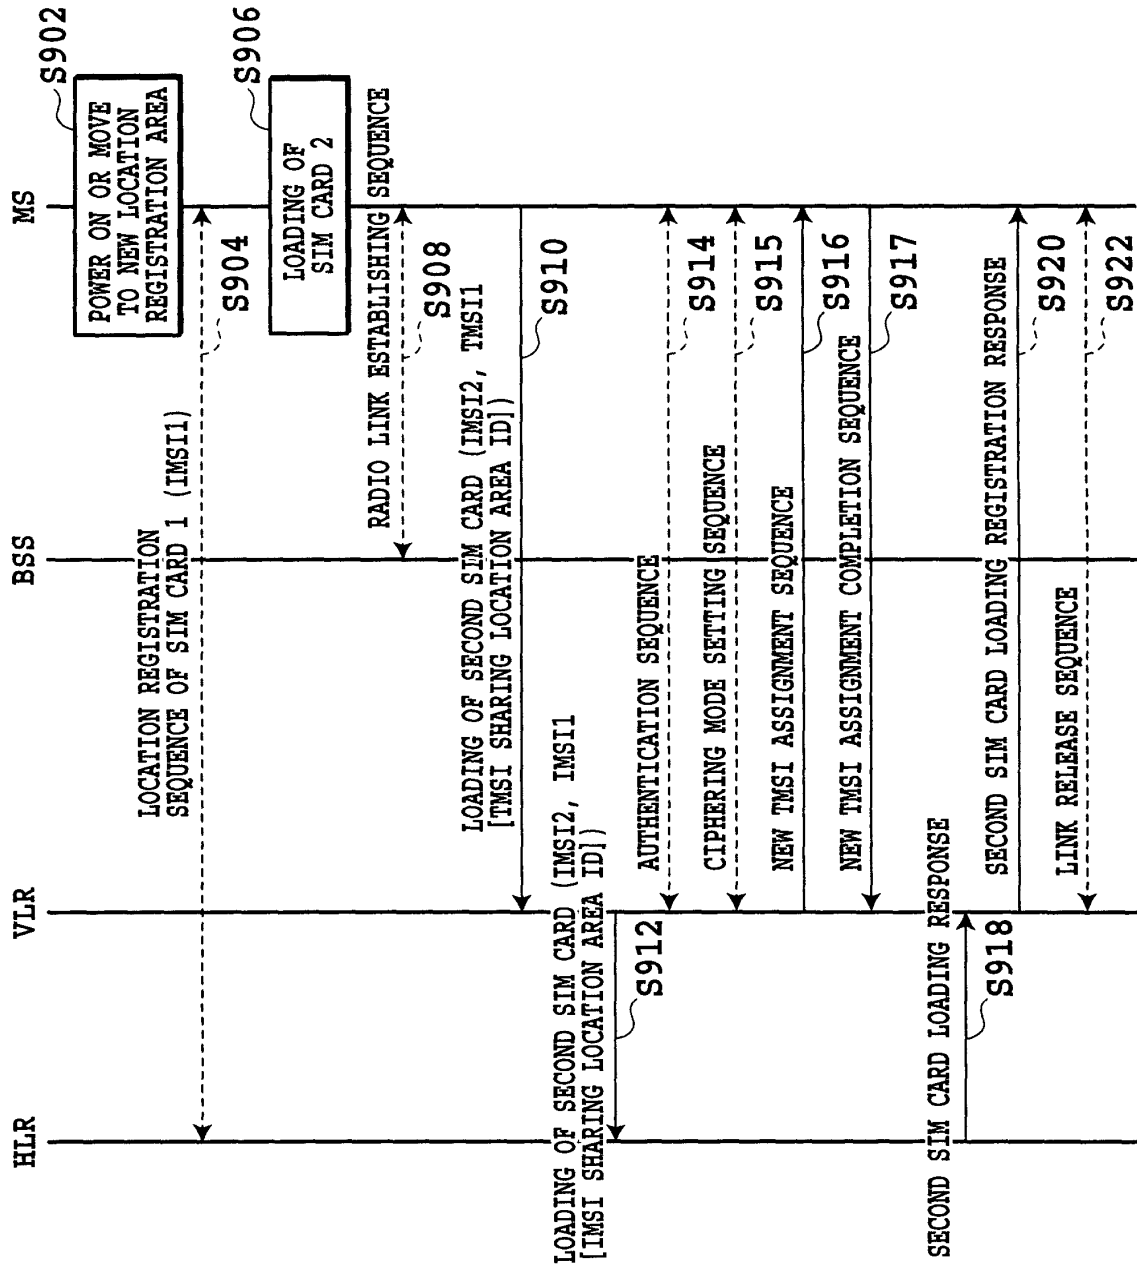 MS
BSS
VLR
HLR
POWER ON OR MOVE
TO NEW LOCATION
REGISTRATION AREA
S902
LOCATION REGISTRATION
SEQUENCE OF SIM CARD 1 (IMSI1)
S904
LOADING OF
SIM CARD 2
S906
RADIO LINK ESTABLISHING SEQUENCE
S908
LOADING OF SECOND SIM CARD (IMSI2, TMSI1
[TMSI SHARING LOCATION AREA ID])
S910
LOADING OF SECOND SIM CARD (IMSI2, IMSI1
[IMSI SHARING LOCATION AREA ID])
S912
AUTHENTICATION SEQUENCE
S914
CIPHERING MODE SETTING SEQUENCE
S915
NEW TMSI ASSIGNMENT SEQUENCE
S916
NEW TMSI ASSIGNMENT COMPLETION SEQUENCE
S917
SECOND SIM CARD LOADING RESPONSE
S918
SECOND SIM CARD LOADING REGISTRATION RESPONSE
S920
LINK RELEASE SEQUENCE
S922